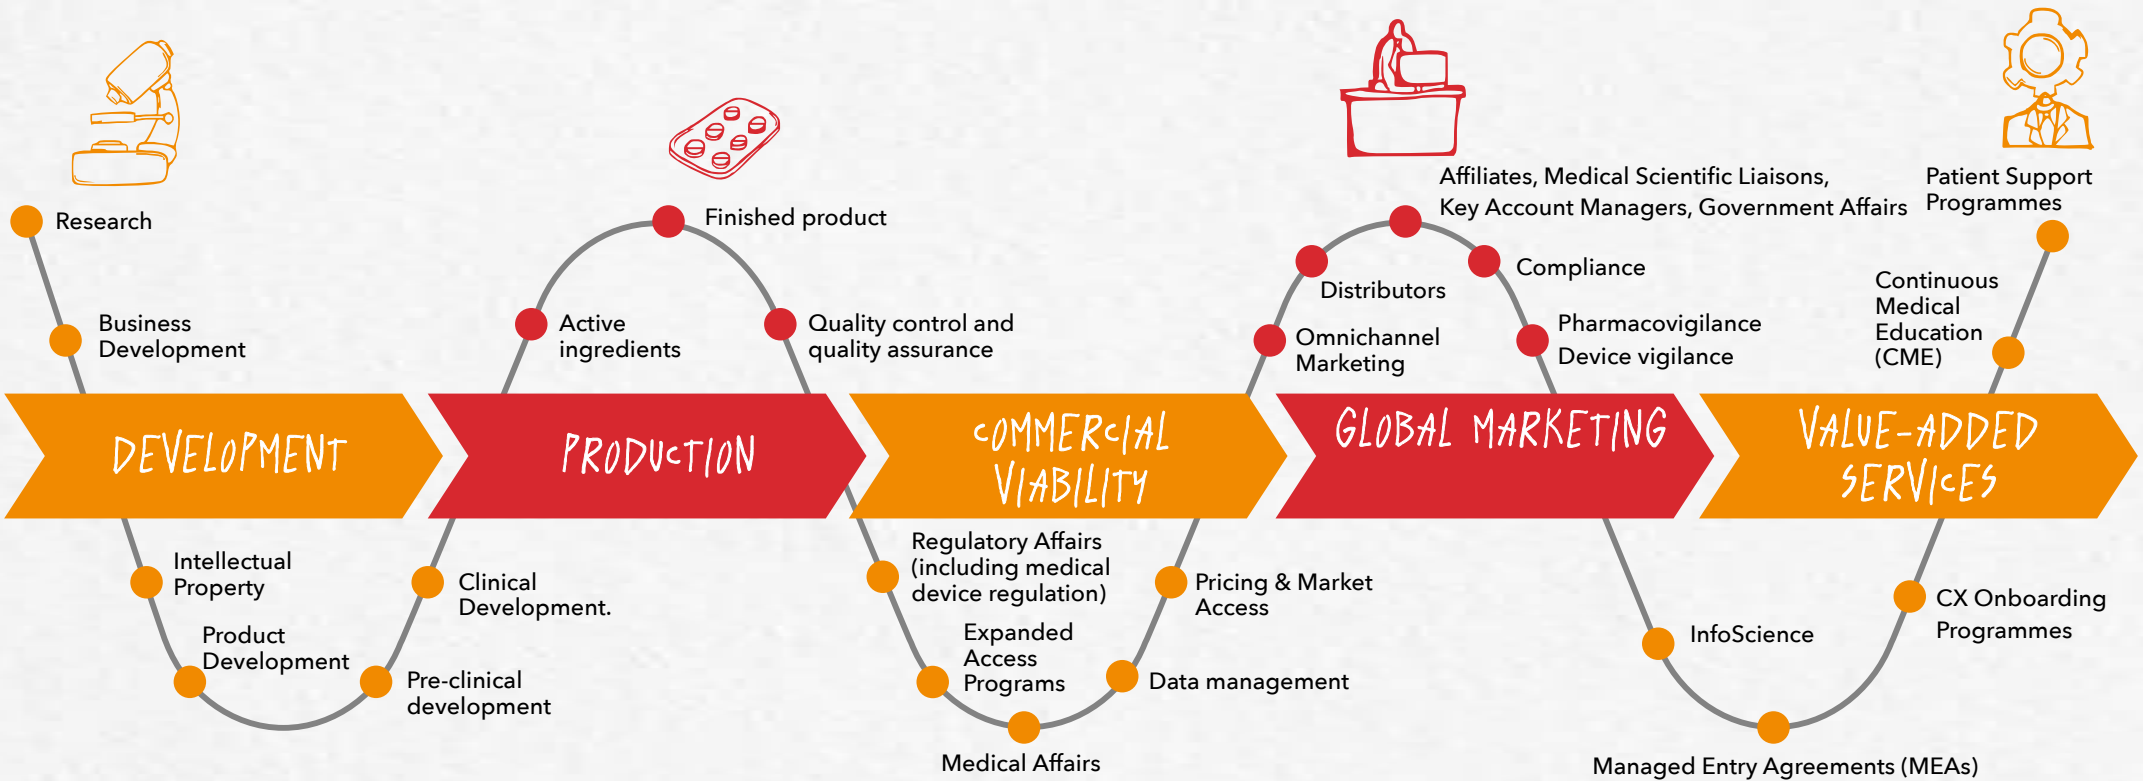 Research
Business
Development
DEVELOPMENT
Intellectual
Property
Product
Development
Pre-clinical
development
Clinical
Development.
Active
ingredients
Finished product
Quality control and
quality assurance
PRODUCTION
COMMERCIAL
VIABILITY
Regulatory Affairs
(including medical
device regulation)
Expanded
Access
Programs
Medical Affairs
Data management
Pricing & Market
Access
Omnichannel
Marketing
Distributors
Affiliates, Medical Scientific Liaisons,
Key Account Managers, Government Affairs
Compliance
Pharmacovigilance
Device vigilance
GLOBAL MARKETING
VALUE-ADDED
SERVICES
InfoScience
Managed Entry Agreements (MEAs)
CX Onboarding
Programmes
Continuous
Medical
Education
(CME)
Patient Support
Programmes